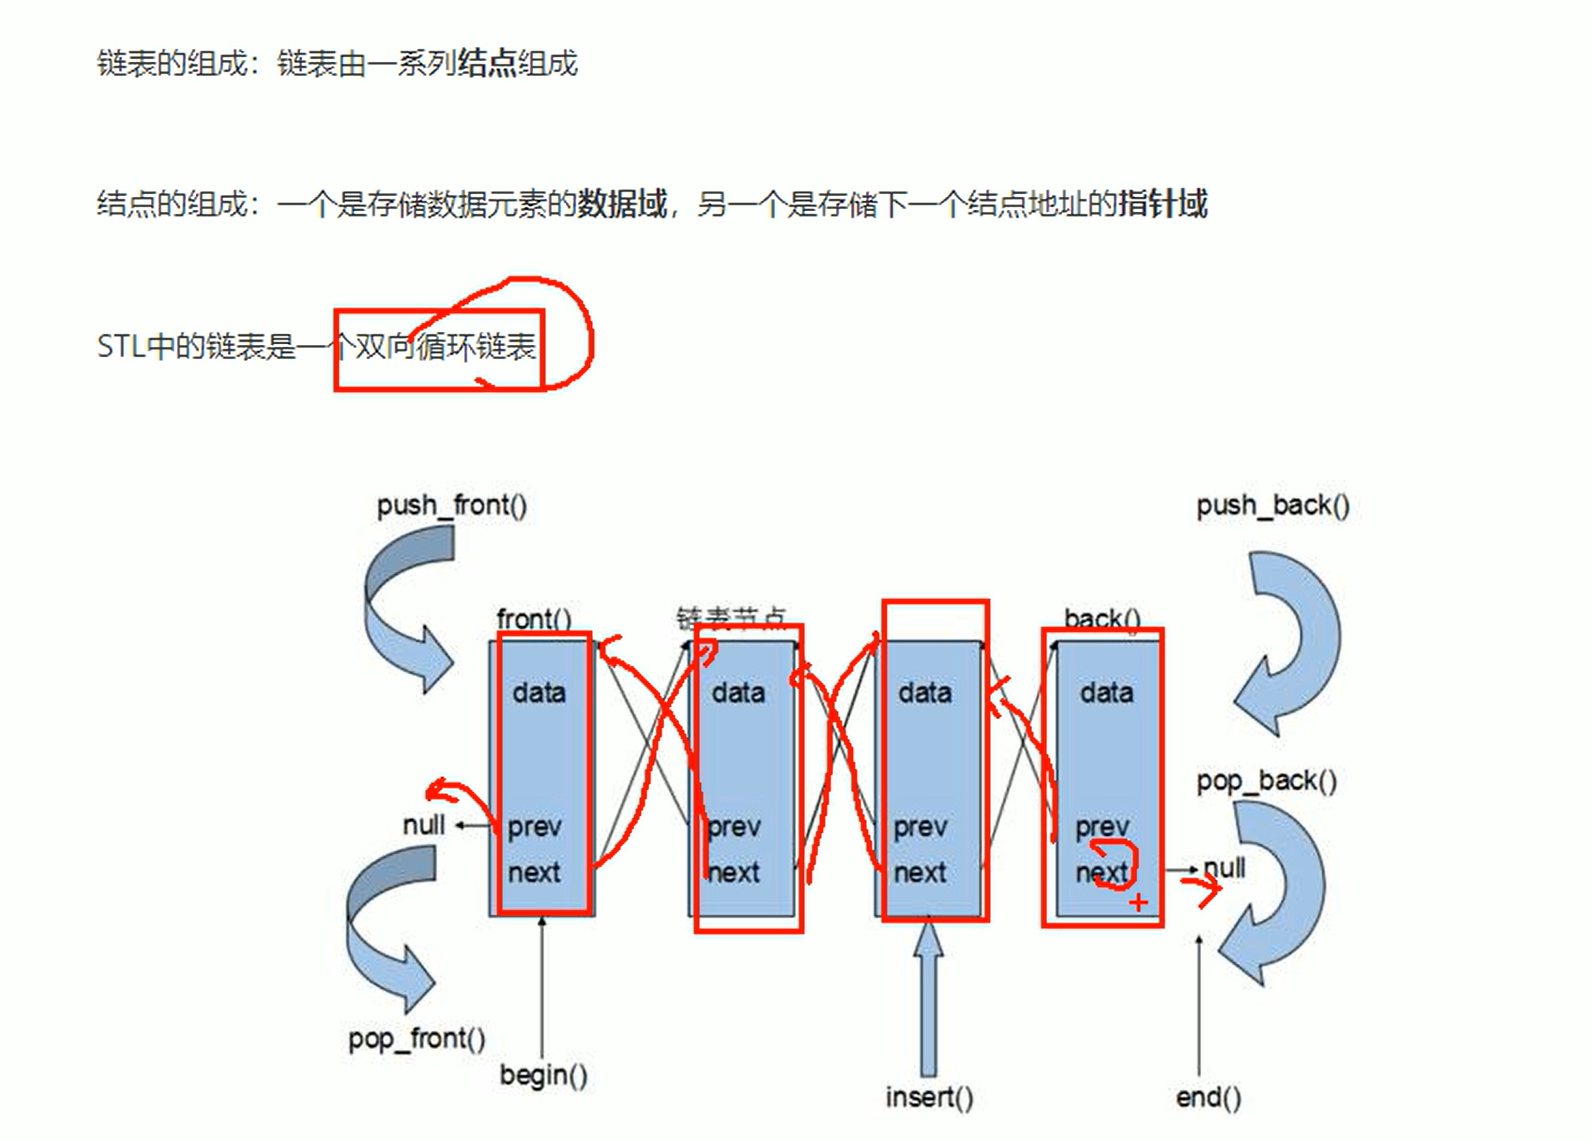 链表的组成：链表由一系列结点组成
结点的组成：一个是存储数据元素的数据域，另一个是存储下一个结点地址的指针域
STL中的链表是一个双向循环链表
push_front()
push_back()
front()
链表节点
back()
data
data
data
data
pop_back()
null
prev
prev
prev
prev
next
next
next
next
null
pop_front()
begin()
insert()
end()